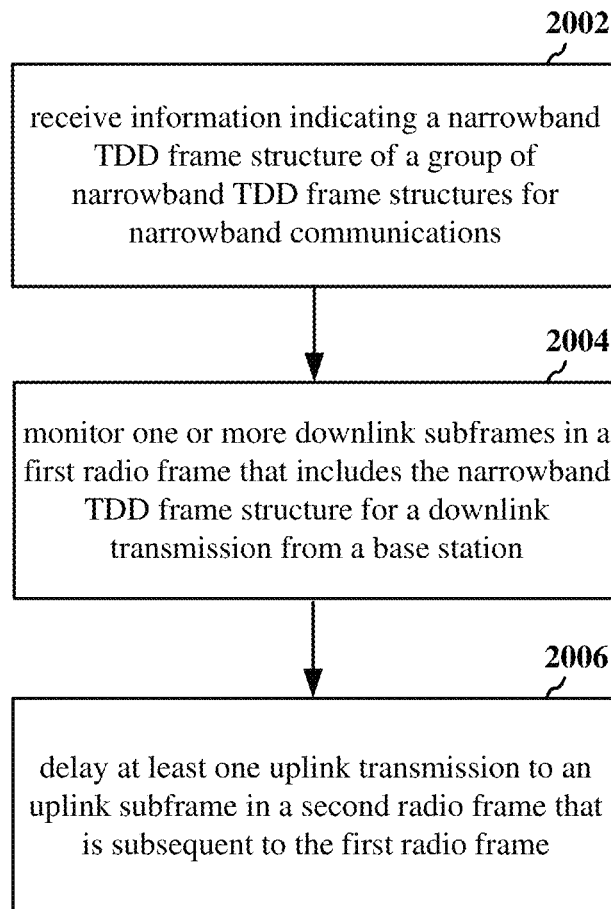 2002
receive information indicating a narrowband
TDD frame structure of a group of
narrowband TDD frame structures for
narrowband communications
2004
monitor one or more downlink subframes in a
first radio frame that includes the narrowband
TDD frame structure for a downlink
transmission from a base station
2006
delay at least one uplink transmission to an
uplink subframe in a second radio frame that
is subsequent to the first radio frame